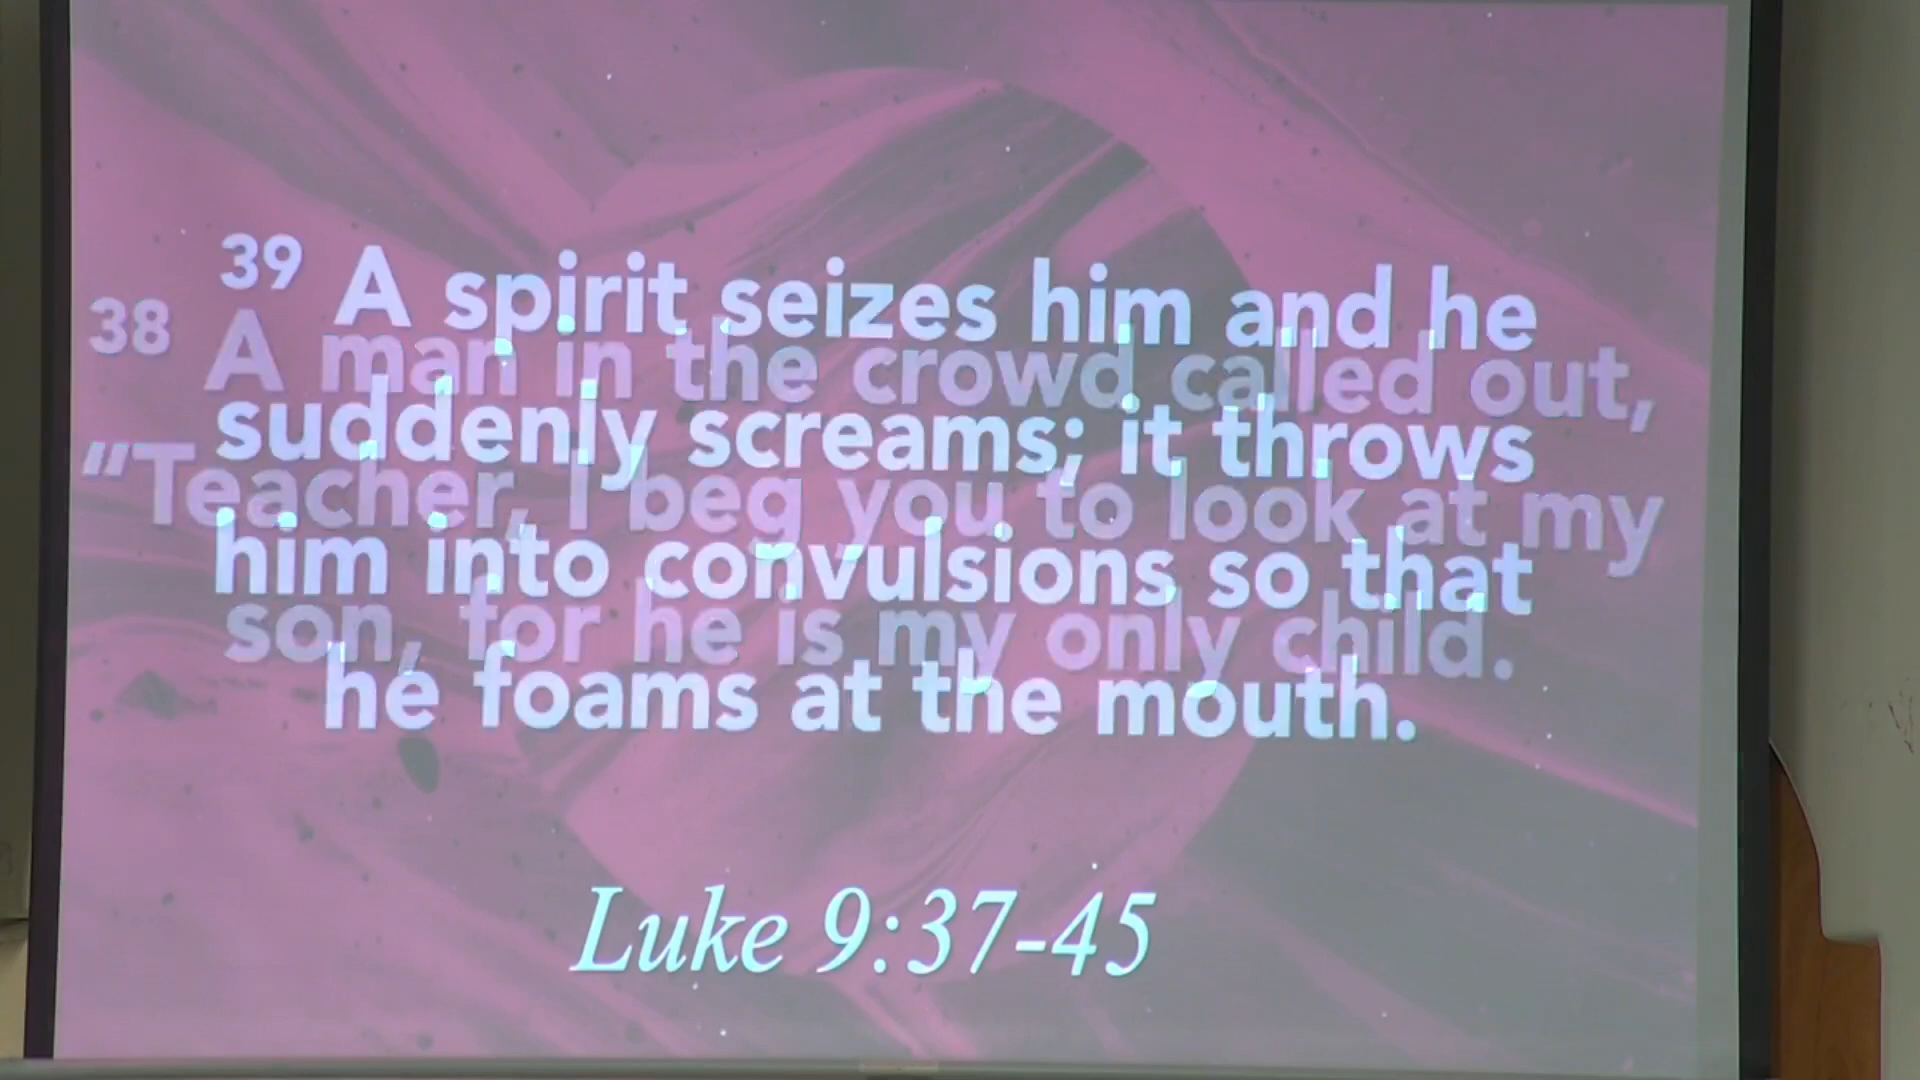 39 A spirit seizes him and he
suddenly screams; it throws
him into convulsions so that
he foams at the mouth.
38 A man in the crowd called out,
“Teacher, I beg you to look at my
son, for he is my only child.
Luke 9:37-45